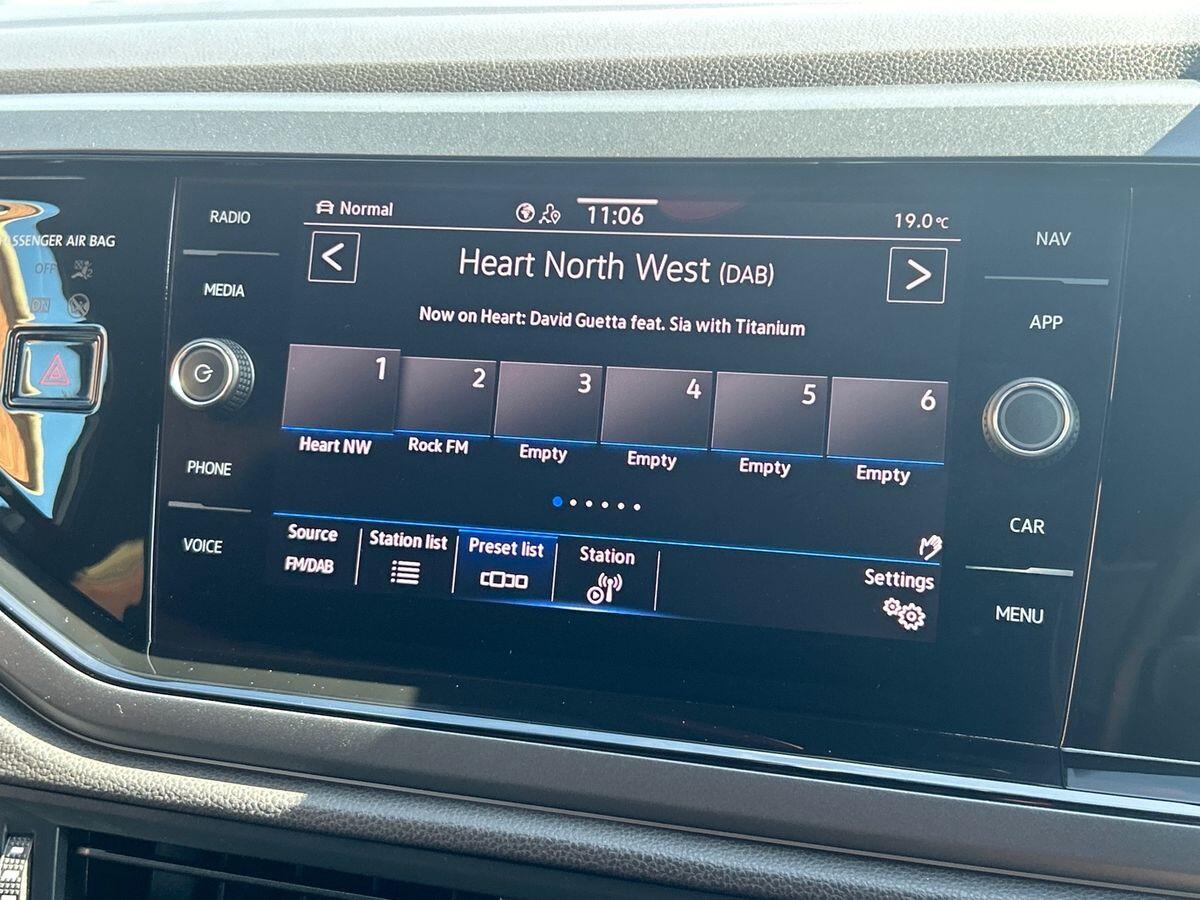 RADIO
MEDIA
PHONE
VOICE
PASSENGER AIR BAG
OFF
ON
Normal
11:06
19.0°C
<
Heart North West (DAB)
>
Now on Heart: David Guetta feat. Sia with Titanium
1
2
3
4
5
6
Heart NW
Rock FM
Empty
Empty
Empty
Empty
Source
FM/DAB
Station list
Preset list
Station
Settings
NAV
APP
CAR
MENU